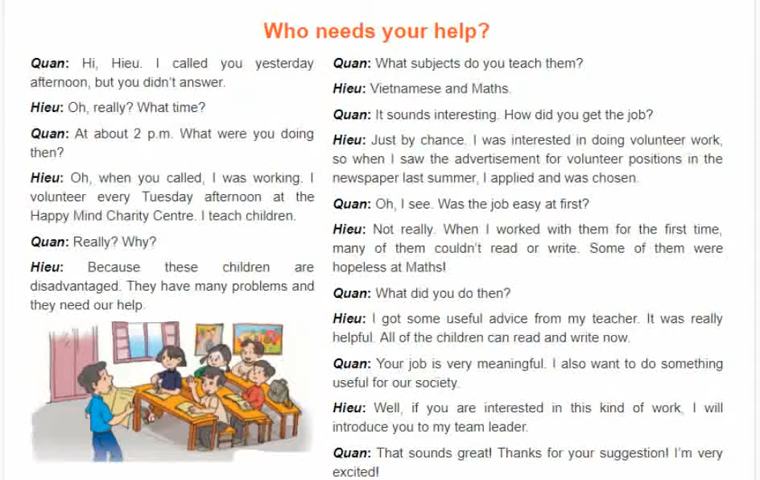 Who needs your help?
Quan: Hi, Hieu. I called you yesterday
afternoon, but you didn't answer.
Hieu: Oh, really? What time?
Quan: At about 2 p.m. What were you doing
then?
Hieu: Oh, when you called, I was working. I
volunteer every Tuesday afternoon at the
Happy Mind Charity Centre. I teach children.
Quan: Really? Why?
Hieu: Because these children are
disadvantaged. They have many problems and
they need our help.
Quan: What subjects do you teach them?
Hieu: Vietnamese and Maths.
Quan: It sounds interesting. How did you get the job?
Hieu: Just by chance. I was interested in doing volunteer work,
so when I saw the advertisement for volunteer positions in the
newspaper last summer, I applied and was chosen.
Quan: Oh, I see. Was the job easy at first?
Hieu: Not really. When I worked with them for the first time,
many of them couldn't read or write. Some of them were
hopeless at Maths!
Quan: What did you do then?
Hieu: I got some useful advice from my teacher. It was really
helpful. All of the children can read and write now.
Quan: Your job is very meaningful. I also want to do something
useful for our society.
Hieu: Well, if you are interested in this kind of work, I will
introduce you to my team leader.
Quan: That sounds great! Thanks for your suggestion! I'm very
excited!